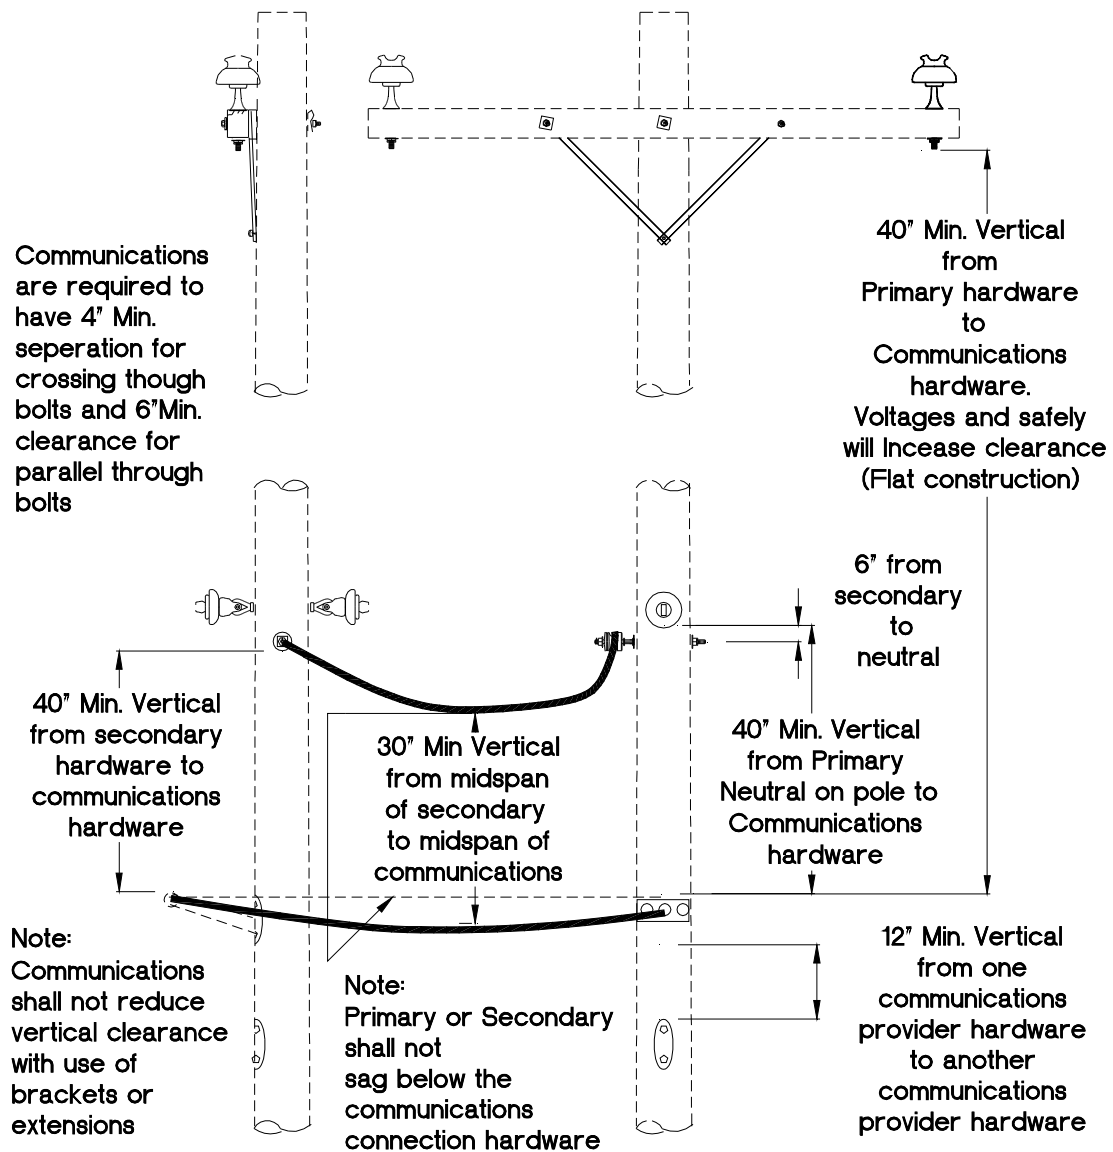 Communications
are required to
have 4" Min.
seperation for
crossing though
bolts and 6"Min.
clearance for
parallel through
bolts
40" Min. Vertical
from
Primary hardware
to
Communications
hardware.
Voltages and safely
will Incease clearance
(Flat construction)
6" from
secondary
to
neutral
40" Min. Vertical
from secondary
hardware to
communications
hardware
30" Min Vertical
from midspan
of secondary
to midspan of
communications
40" Min. Vertical
from Primary
Neutral on pole to
Communications
hardware
Note:
Communications
shall not reduce
vertical clearance
with use of
brackets or
extensions
Note:
Primary or Secondary
shall not
sag below the
communications
connection hardware
12" Min. Vertical
from one
communications
provider hardware
to another
communications
provider hardware